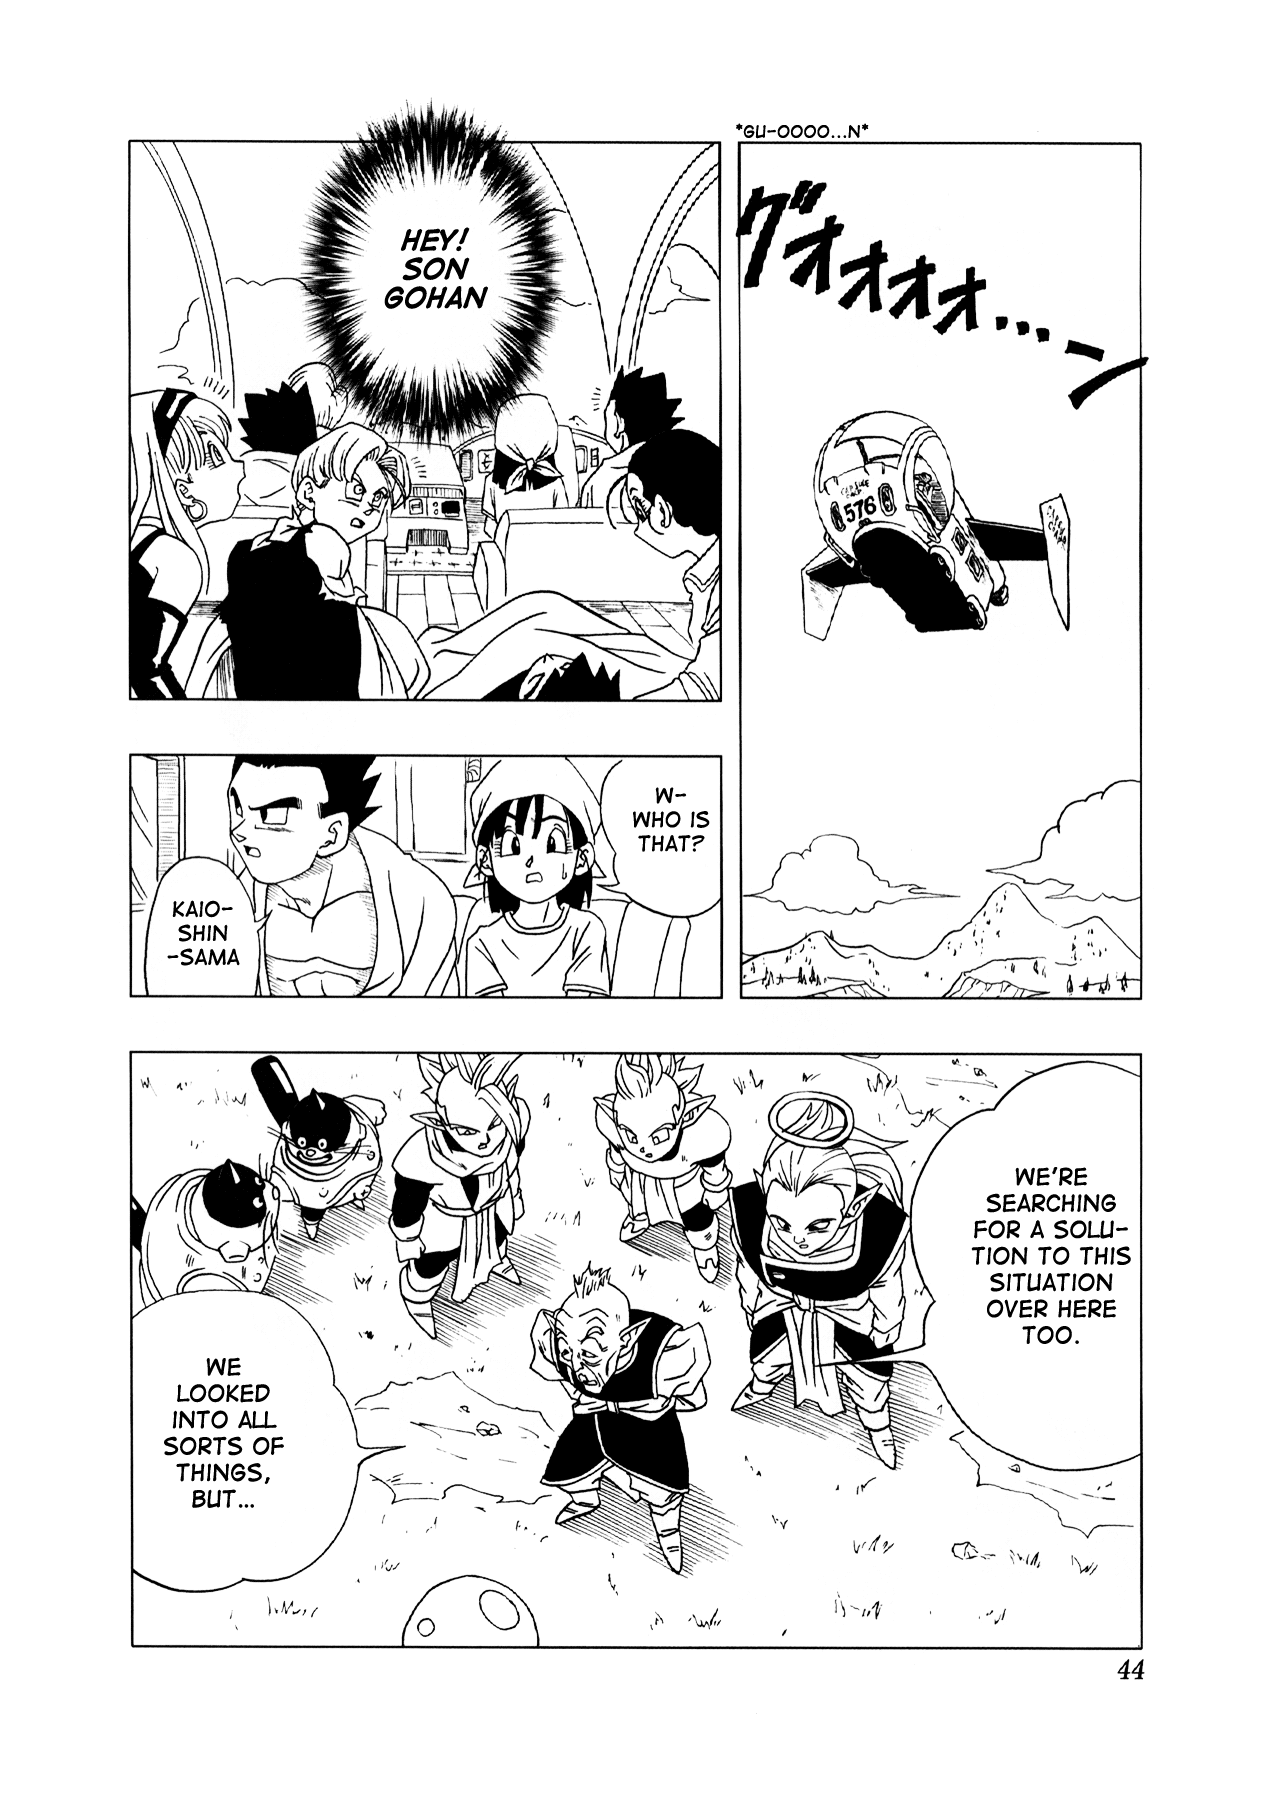 *GU-OOOO...N*
グオオオオ...ン
CAPSULE
576
HEY!
SON
GOHAN
W-
WHO IS
THAT?
KAIO-
SHIN
-SAMA
WE'RE
SEARCHING
FOR A SOLU-
TION TO THIS
SITUATION
OVER HERE
TOO.
WE
LOOKED
INTO ALL
SORTS OF
THINGS,
BUT...
44